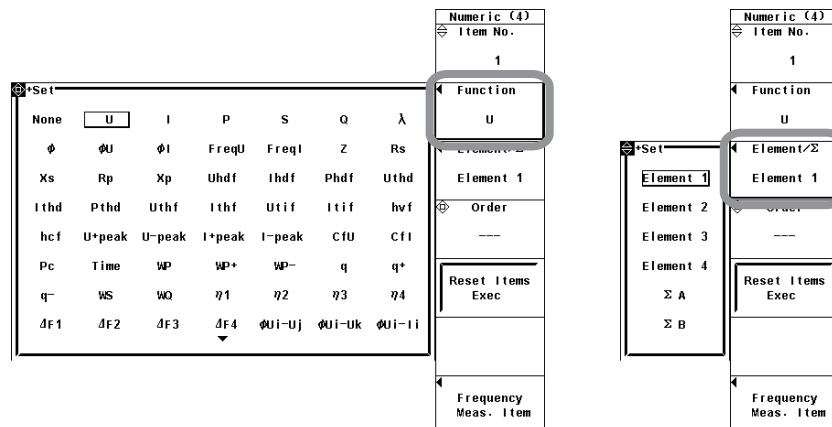 Numeric (4)
Item No.
1
+Set
Function
U
None U I P S Q λ
ϕ ϕU ϕI FreqU FreqI Z Rs
Xs Rp Xp Uhdf Ihdf Phdf Uthd
Ithd Pthd Uthf Ithf Utif Itif hvf
hcf U+peak U-peak I+peak I-peak CfU CfI
Pc Time WP WP+ WP- q q+
q- WS WQ η1 η2 η3 η4
ΔF1 ΔF2 ΔF3 ΔF4 ϕUi-Uj ϕUi-Uk ϕUi-Ii
Element/Σ
Element 1
Order
---
Reset Items
Exec
Frequency
Meas. Item
Numeric (4)
Item No.
1
Function
U
+Set
Element 1
Element 2
Element 3
Element 4
Σ A
Σ B
Element/Σ
Element 1
Order
---
Reset Items
Exec
Frequency
Meas. Item